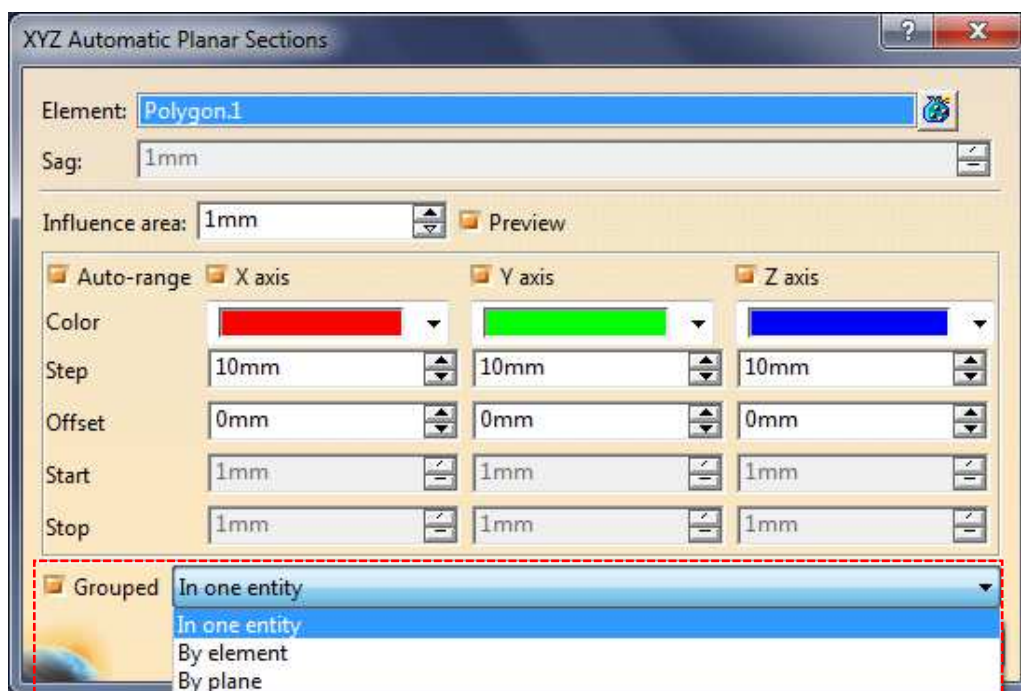 XYZ Automatic Planar Sections ?
Element: Polygon.1
Sag: 1mm
Influence area: 1mm Preview
Auto-range X axis Y axis Z axis
Color
Step 10mm 10mm 10mm
Offset 0mm 0mm 0mm
Start 1mm 1mm 1mm
Stop 1mm 1mm 1mm
Grouped In one entity
In one entity
By element
By plane